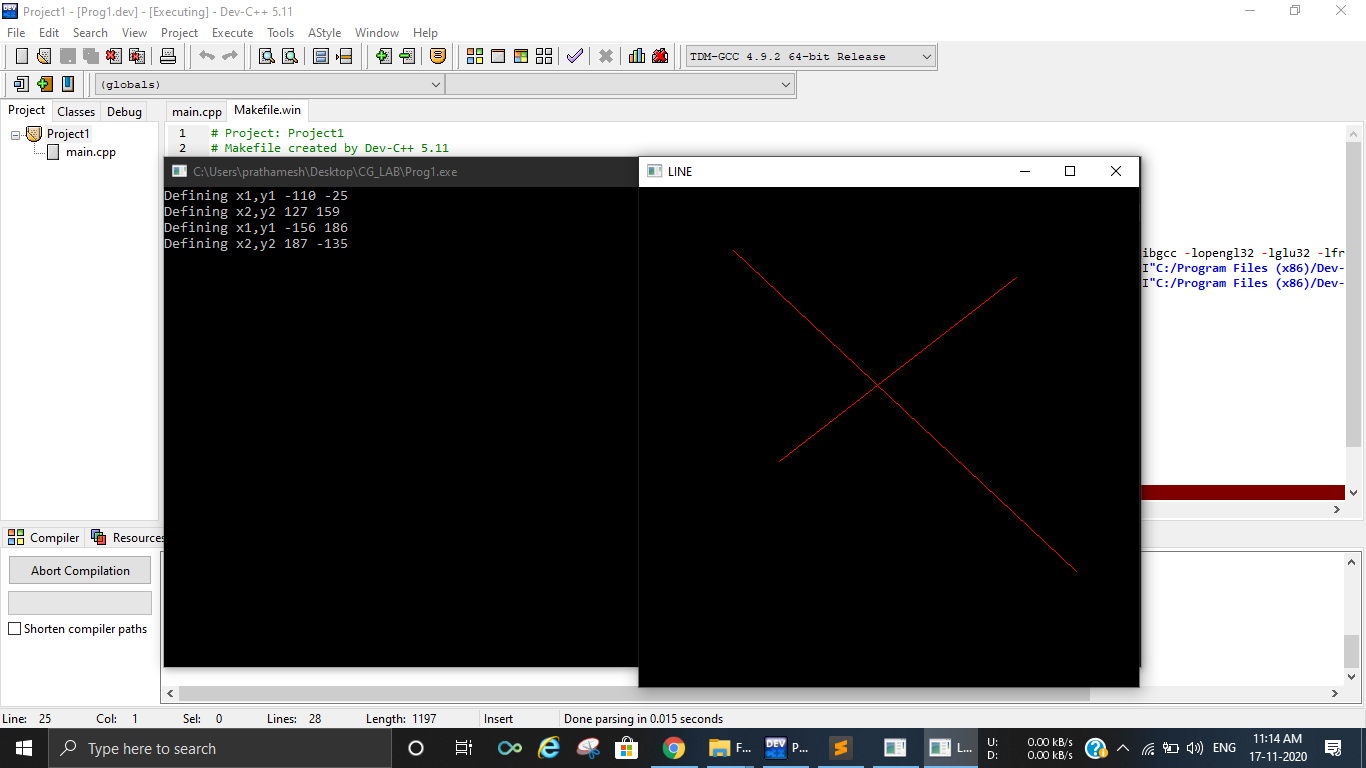 Project1 - [Prog1.dev] - [Executing] - Dev-C++ 5.11
File Edit Search View Project Execute Tools AStyle Window Help
TDM-GCC 4.9.2 64-bit Release
(globals)
Project Classes Debug
main.cpp Makefile.win
Project1
main.cpp
1 # Project: Project1
2 # Makefile created by Dev-C++ 5.11
C:\Users\prathamesh\Desktop\CG_LAB\Prog1.exe
Defining x1,y1 -110 -25
Defining x2,y2 127 159
Defining x1,y1 -156 186
Defining x2,y2 187 -135
LINE
ibgcc -lopengl32 -lglu32 -lfr
I"C:/Program Files (x86)/Dev-
I"C:/Program Files (x86)/Dev-
Compiler Resources
Abort Compilation
Shorten compiler paths
Line: 25 Col: 1 Sel: 0 Lines: 28 Length: 1197 Insert Done parsing in 0.015 seconds
Type here to search
F... DEV P... L...
U: 0.00 kB/s
D: 0.00 kB/s
ENG
11:14 AM
17-11-2020